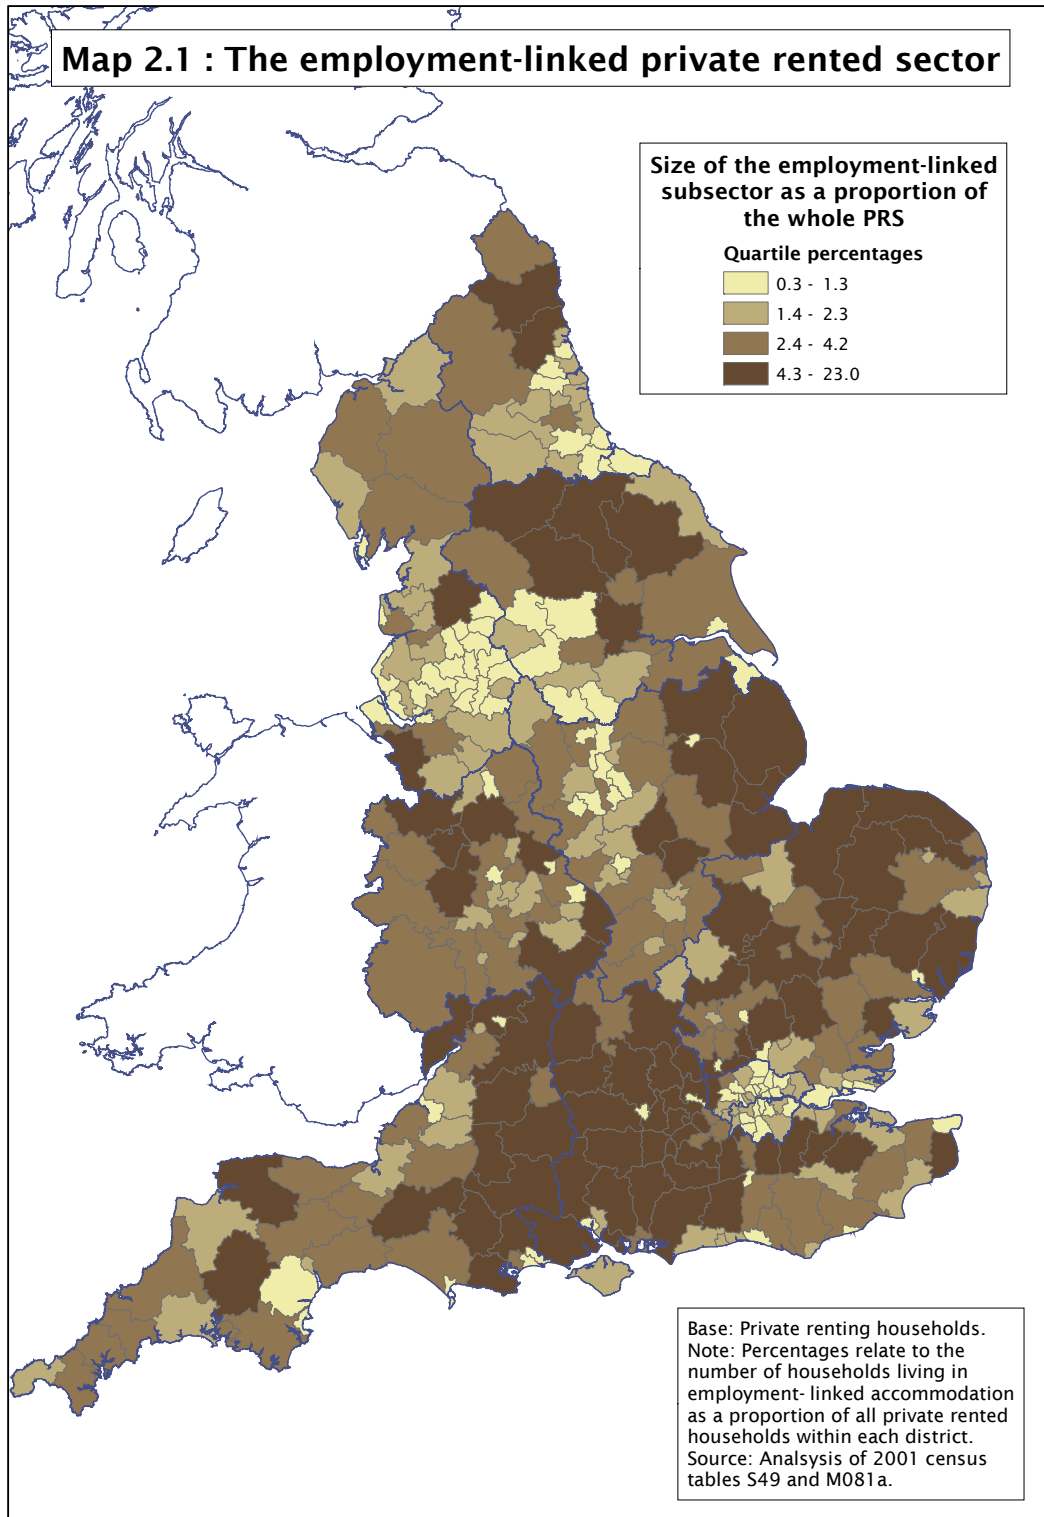 Map 2.1 : The employment-linked private rented sector
Size of the employment-linked
subsector as a proportion of
the whole PRS
Quartile percentages
0.3 - 1.3
1.4 - 2.3
2.4 - 4.2
4.3 - 23.0
Base: Private renting households.
Note: Percentages relate to the
number of households living in
employment- linked accommodation
as a proportion of all private rented
households within each district.
Source: Analsysis of 2001 census
tables S49 and M081a.